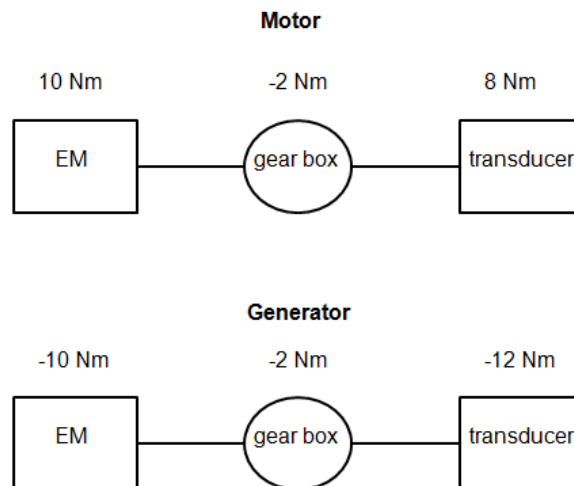 Motor
10 Nm -2 Nm 8 Nm
EM gear box transducer
Generator
-10 Nm -2 Nm -12 Nm
EM gear box transducer